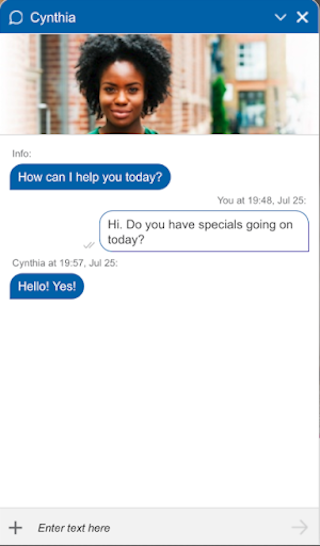 Cynthia
Info:
How can I help you today?
You at 19:48, Jul 25:
Hi. Do you have specials going on
today?
Cynthia at 19:57, Jul 25:
Hello! Yes!
Enter text here